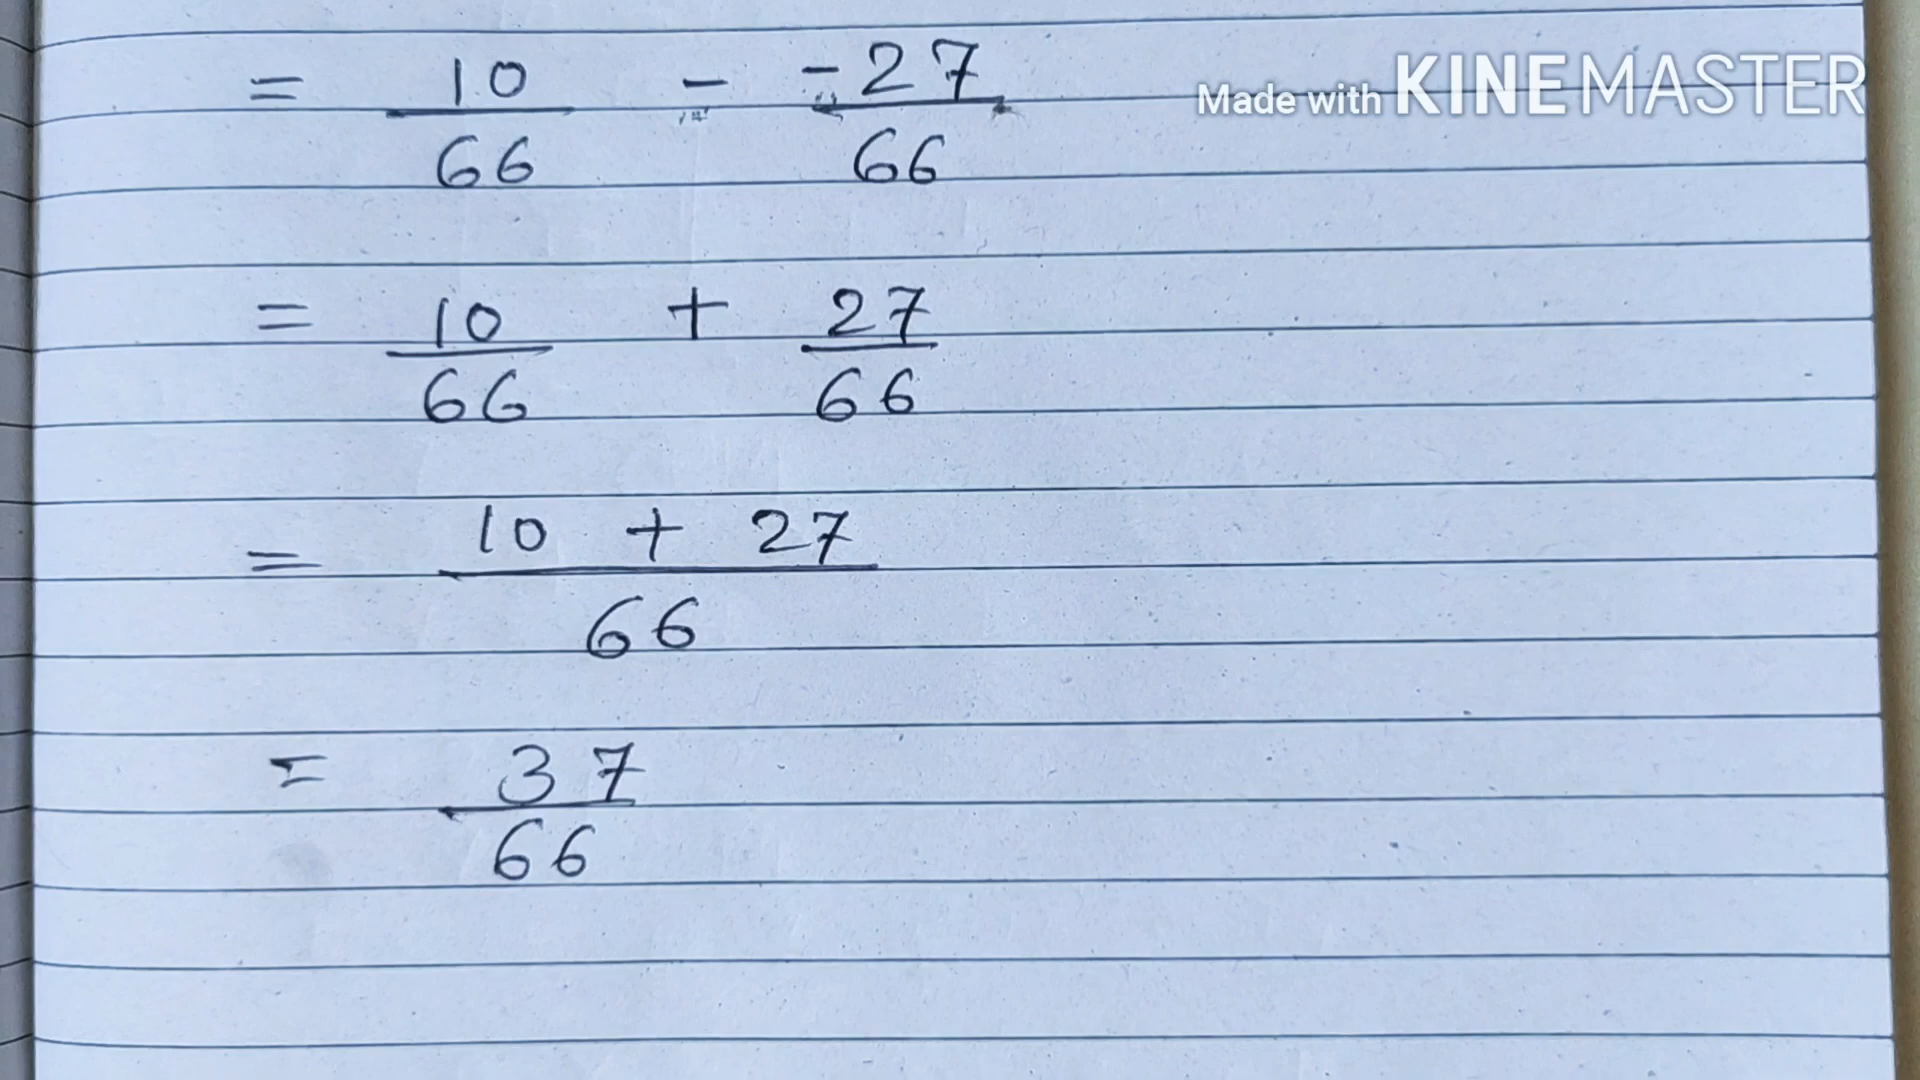 = 10/66 - -27/66
Made with KINEMASTER
= 10/66 + 27/66
= 10 + 27/66
= 37/66